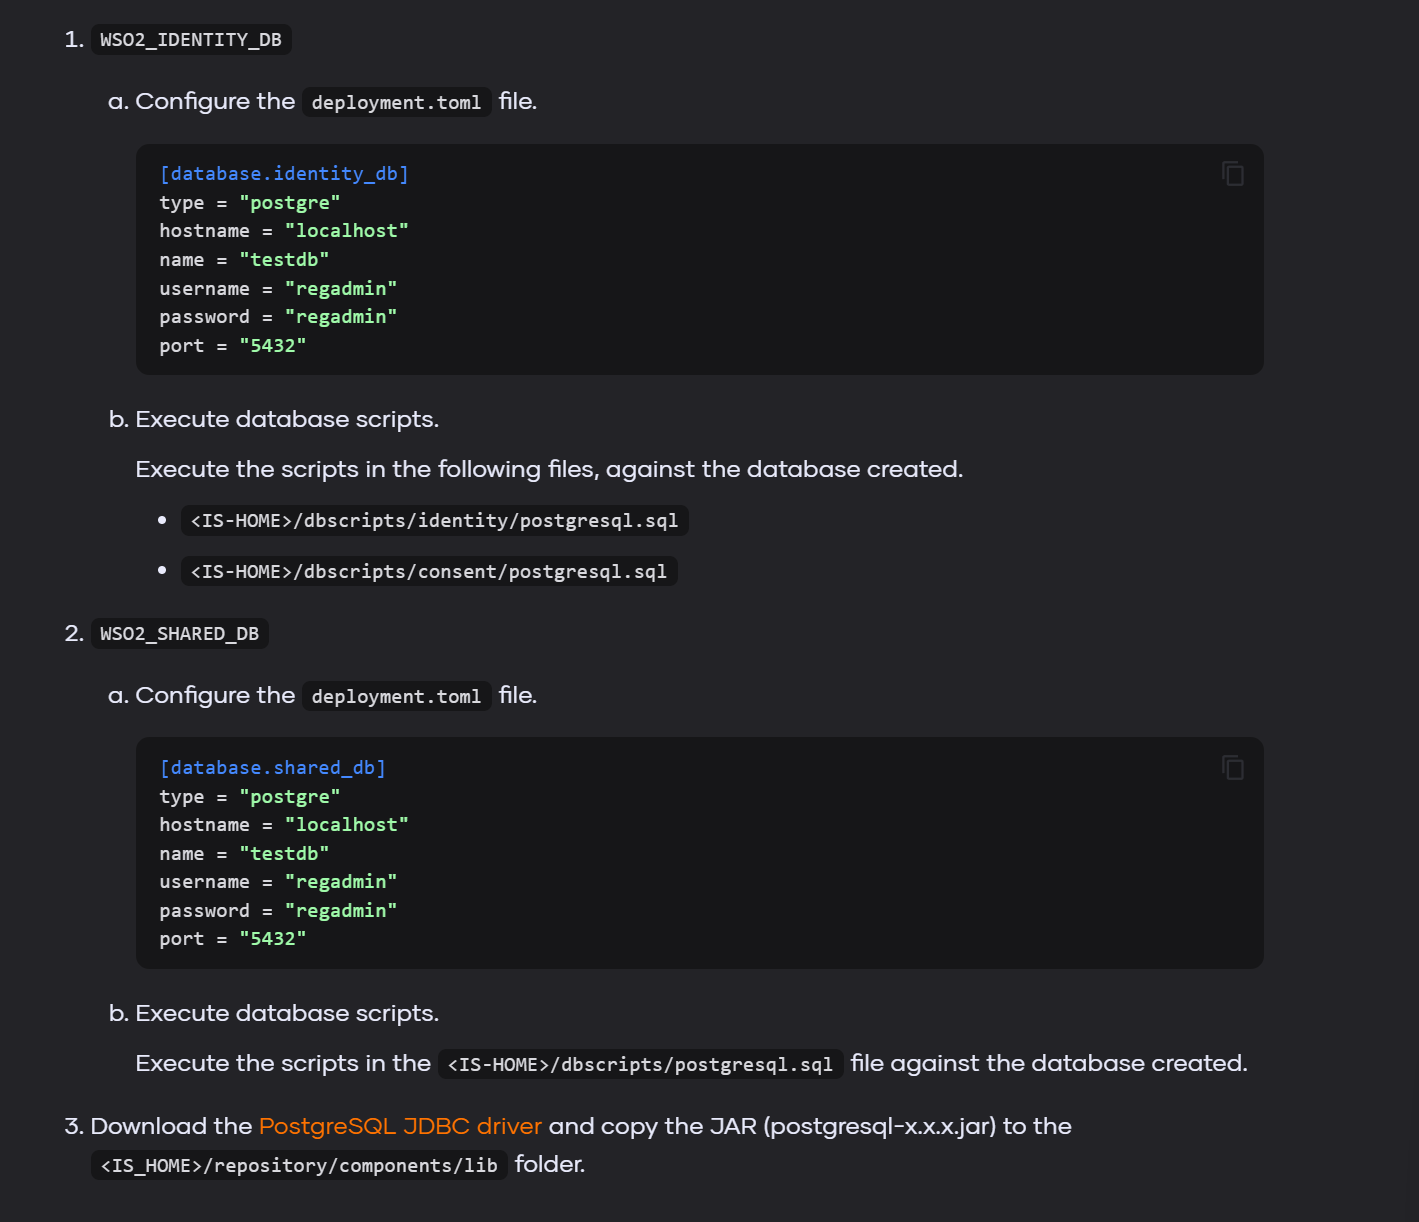 1. WSO2_IDENTITY_DB
a. Configure the deployment.toml file.
[database.identity_db]
type = "postgre"
hostname = "localhost"
name = "testdb"
username = "regadmin"
password = "regadmin"
port = "5432"
b. Execute database scripts.
Execute the scripts in the following files, against the database created.
• <IS-HOME>/dbscripts/identity/postgresql.sql
• <IS-HOME>/dbscripts/consent/postgresql.sql
2. WSO2_SHARED_DB
a. Configure the deployment.toml file.
[database.shared_db]
type = "postgre"
hostname = "localhost"
name = "testdb"
username = "regadmin"
password = "regadmin"
port = "5432"
b. Execute database scripts.
Execute the scripts in the <IS-HOME>/dbscripts/postgresql.sql file against the database created.
3. Download the PostgreSQL JDBC driver and copy the JAR (postgresql-x.x.x.jar) to the
<IS_HOME>/repository/components/lib folder.